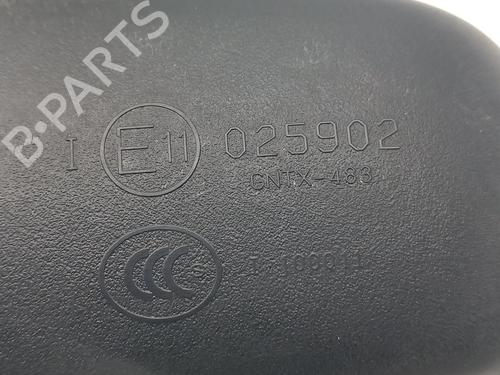 B-PARTS
I E11 025902
GNTX-483
CCC S